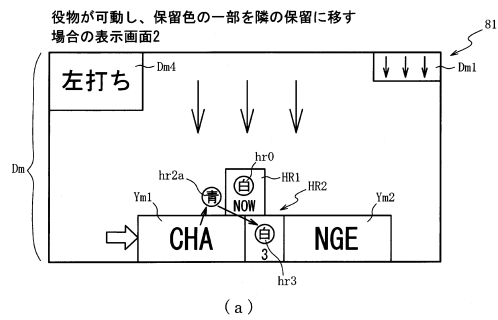 役物が可動し、保留色の一部を隣の保留に移す
場合の表示画面2
81
左打ち
Dm4
Dm1
Dm
hr0
hr2a
白
HR1
青
NOW
HR2
Ym1
Ym2
CHA
白
NGE
3
hr3
(a)